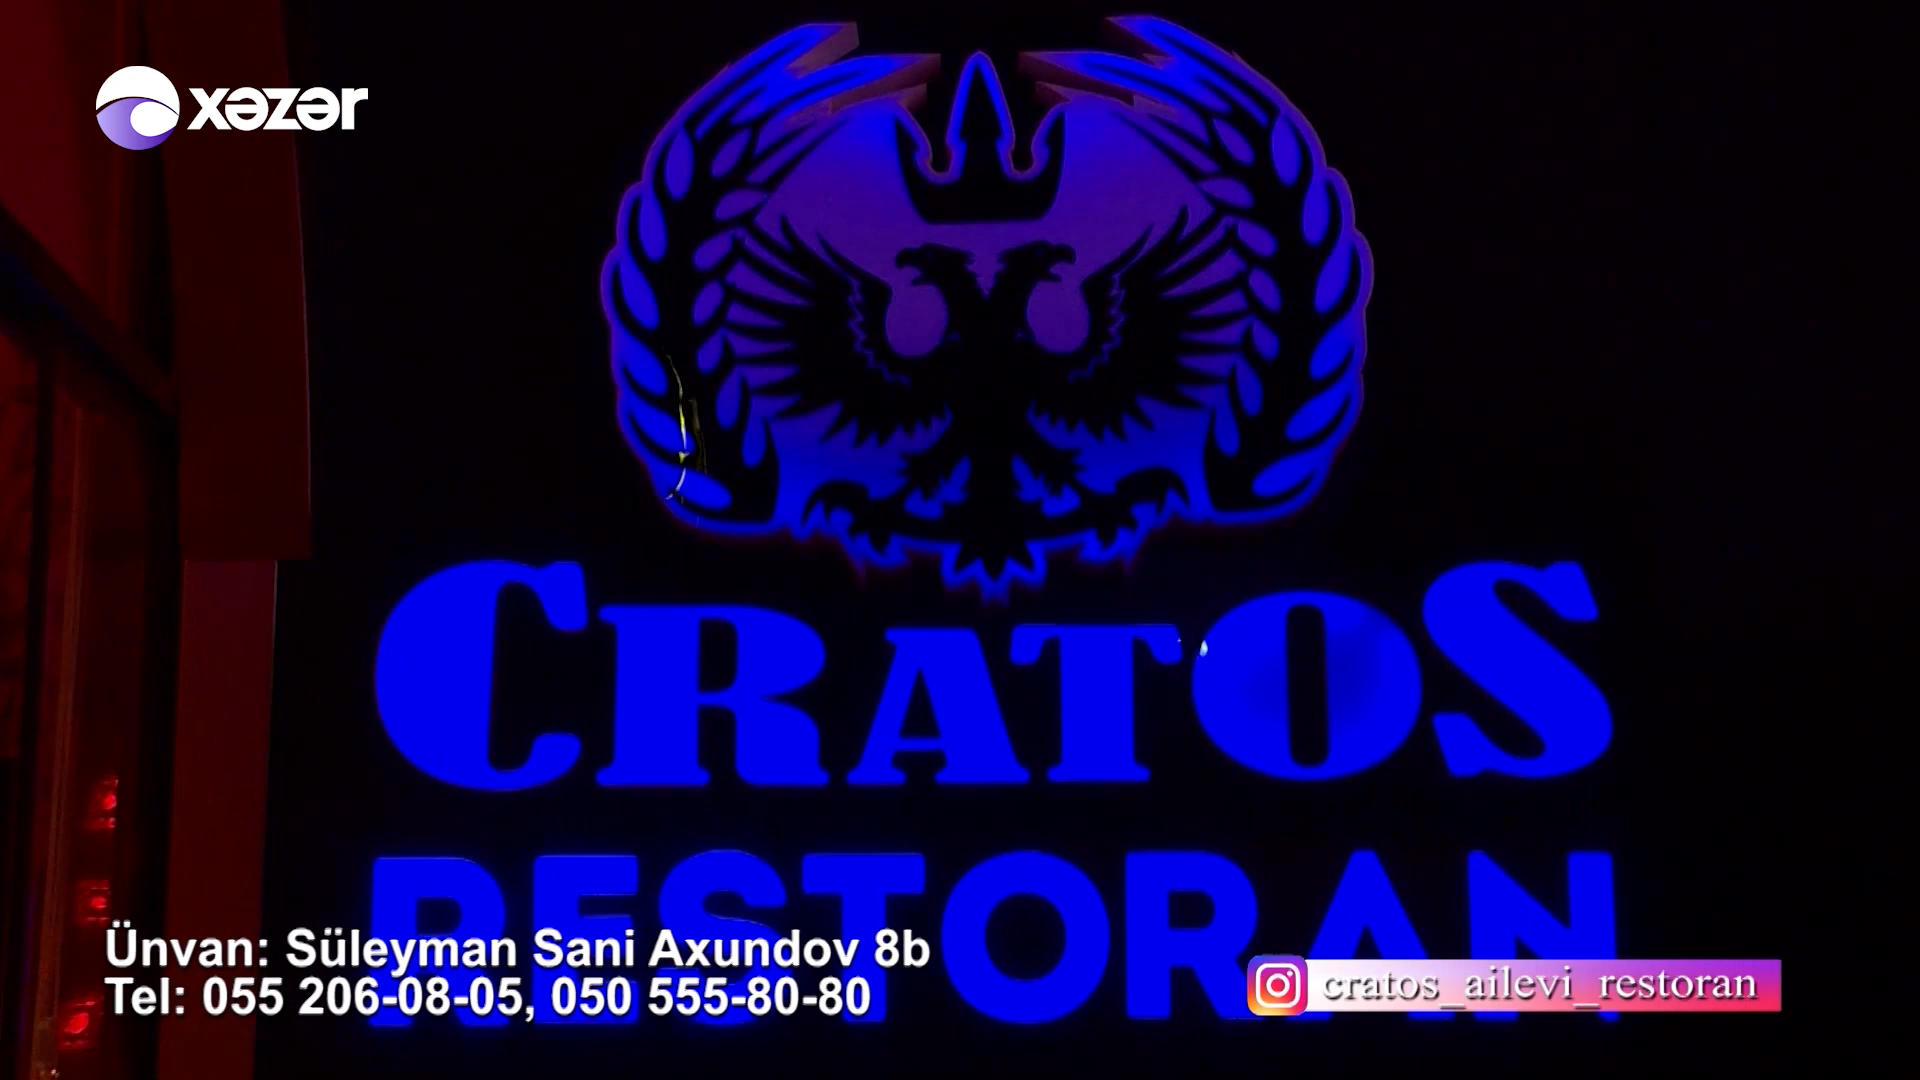 xəzər
CRATOS
RESTORAN
Ünvan: Süleyman Sani Axundov 8b
Tel: 055 206-08-05, 050 555-80-80
cratos_ailevi_restoran